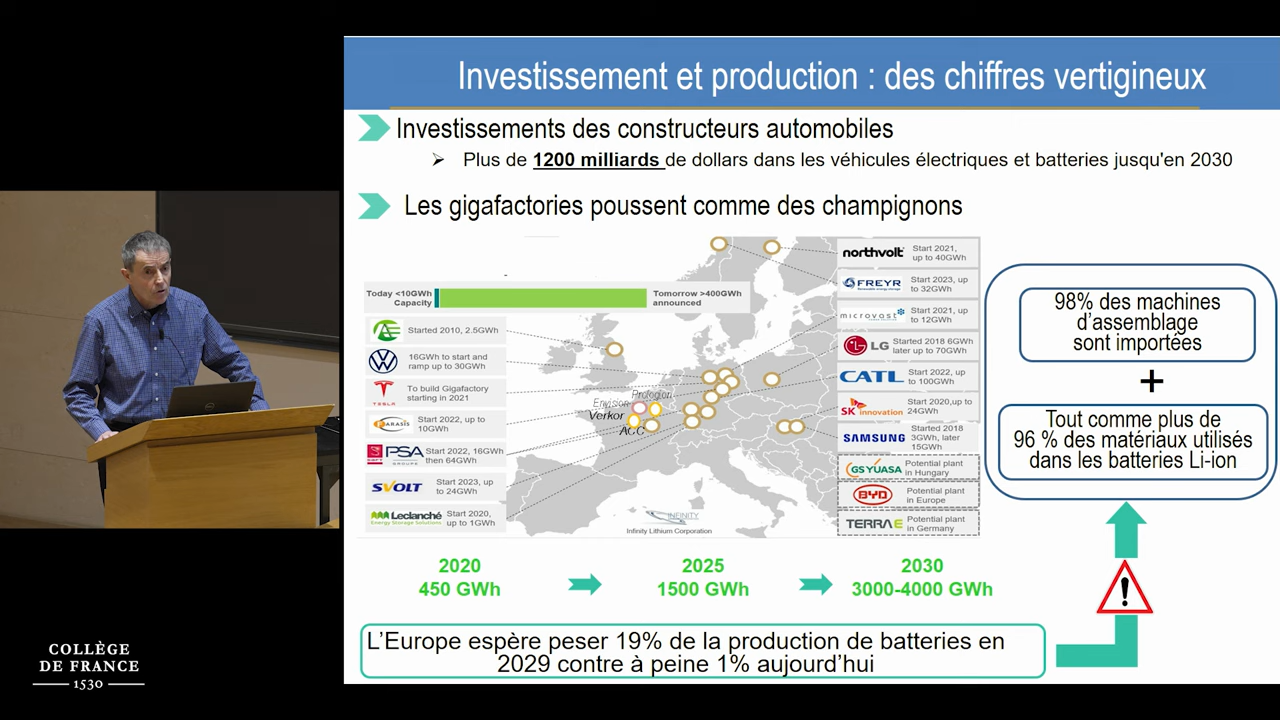 Investissement et production : des chiffres vertigineux
Investissements des constructeurs automobiles
Plus de 1200 milliards de dollars dans les véhicules électriques et batteries jusqu'en 2030
Les gigafactories poussent comme des champignons
Today <10GWh
Capacity
Tomorrow >400GWh
announced
Started 2010, 2.5GWh
16GWh to start and
ramp up to 30GWh
TESLA
To build Gigafactory
starting in 2021
FARASIS
Start 2022, up to
10GWh
PSA
GROUPE
Start 2022, 16GWh
then 64GWh
SVOLT
Start 2023, up
to 24GWh
Leclanché
Energy Storage Solutions
Start 2020,
up to 1GWh
Prologion
Envision
Verkor
ACC
INFINITY
Infinity Lithium Corporation
northvolt
Start 2021,
up to 40GWh
FREYR
Start 2023, up
to 32GWh
microvast
Start 2021, up
to 12GWh
LG
Started 2018 6GWh
later up to 70GWh
CATL
Start 2022, up
to 100GWh
SK innovation
Start 2020,up to
24GWh
SAMSUNG
Started 2018
3GWh, later
15GWh
GS YUASA
Potential plant
in Hungary
BYD
Potential plant
in Europe
TERRA E
Potential plant
in Germany
98% des machines
d'assemblage
sont importées
+
Tout comme plus de
96 % des matériaux utilisés
dans les batteries Li-ion
2020
450 GWh
2025
1500 GWh
2030
3000-4000 GWh
!
L'Europe espère peser 19% de la production de batteries en
2029 contre à peine 1% aujourd'hui
COLLÈGE
DE FRANCE
1530